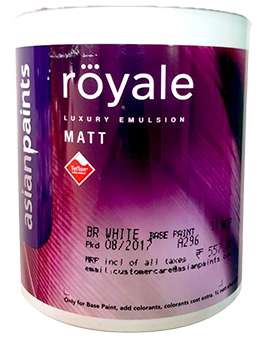 asianpaints
röyale
LUXURY EMULSION
MATT
Teflon
BR WHITE BASE PAINT
Pkd 08/2017 A296
MRP incl of all taxes ₹
email.customercare@asianpaints
Only for Base Paint, add colorants, colorants cost extra.